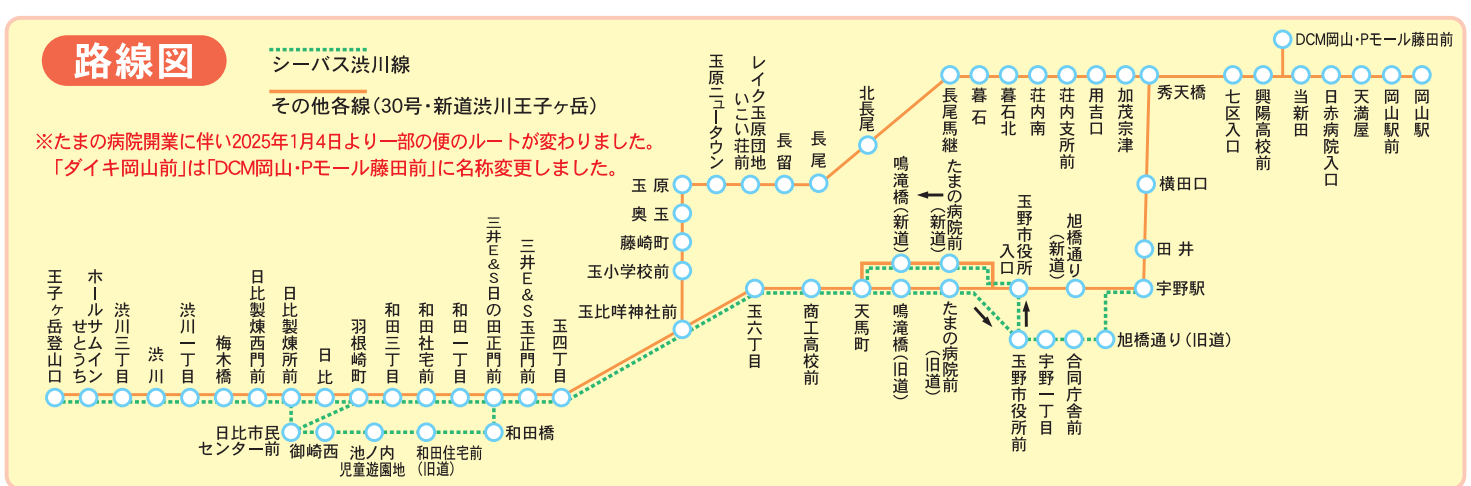 路線図
シーバス渋川線
その他各線(30号・新道渋川王子ヶ岳)
※たまの病院開業に伴い2025年1月4日より一部の便のルートが変わりました。
「ダイキ岡山前」は「DCM岡山・Pモール藤田前」に名称変更しました。
DCM岡山・Pモール藤田前
岡山駅
岡山駅前
天満屋
日赤病院入口
当新田
興陽高校前
七区入口
秀天橋
加茂宗津
用吉口
荘内支所前
荘内南
暮石北
暮石
長尾馬継
北長尾
長尾
長留
レイク玉原団地
いこい荘前
玉原ニュータウン
玉原
奥玉
藤崎町
玉小学校前
玉比咩神社前
横田口
田井
宇野駅
旭橋通り
(新道)
玉野市役所
入口
たまの病院前
(新道)
鳴滝橋(新道)
旭橋通り(旧道)
合同庁舎前
宇野一丁目
玉野市役所前
たまの病院前
(旧道)
鳴滝橋(旧道)
天馬町
商工高校前
玉六丁目
玉四丁目
三井E&S玉正門前
三井E&S日の田正門前
和田一丁目
和田社宅前
和田三丁目
羽根崎町
日比
日比製煉所前
日比製煉西門前
梅木橋
渋川一丁目
渋川
渋川三丁目
ホールサムイン
せとうち
王子ヶ岳登山口
日比市民
センター前
御崎西
池ノ内
児童遊園地
和田住宅前
(旧道)
和田橋